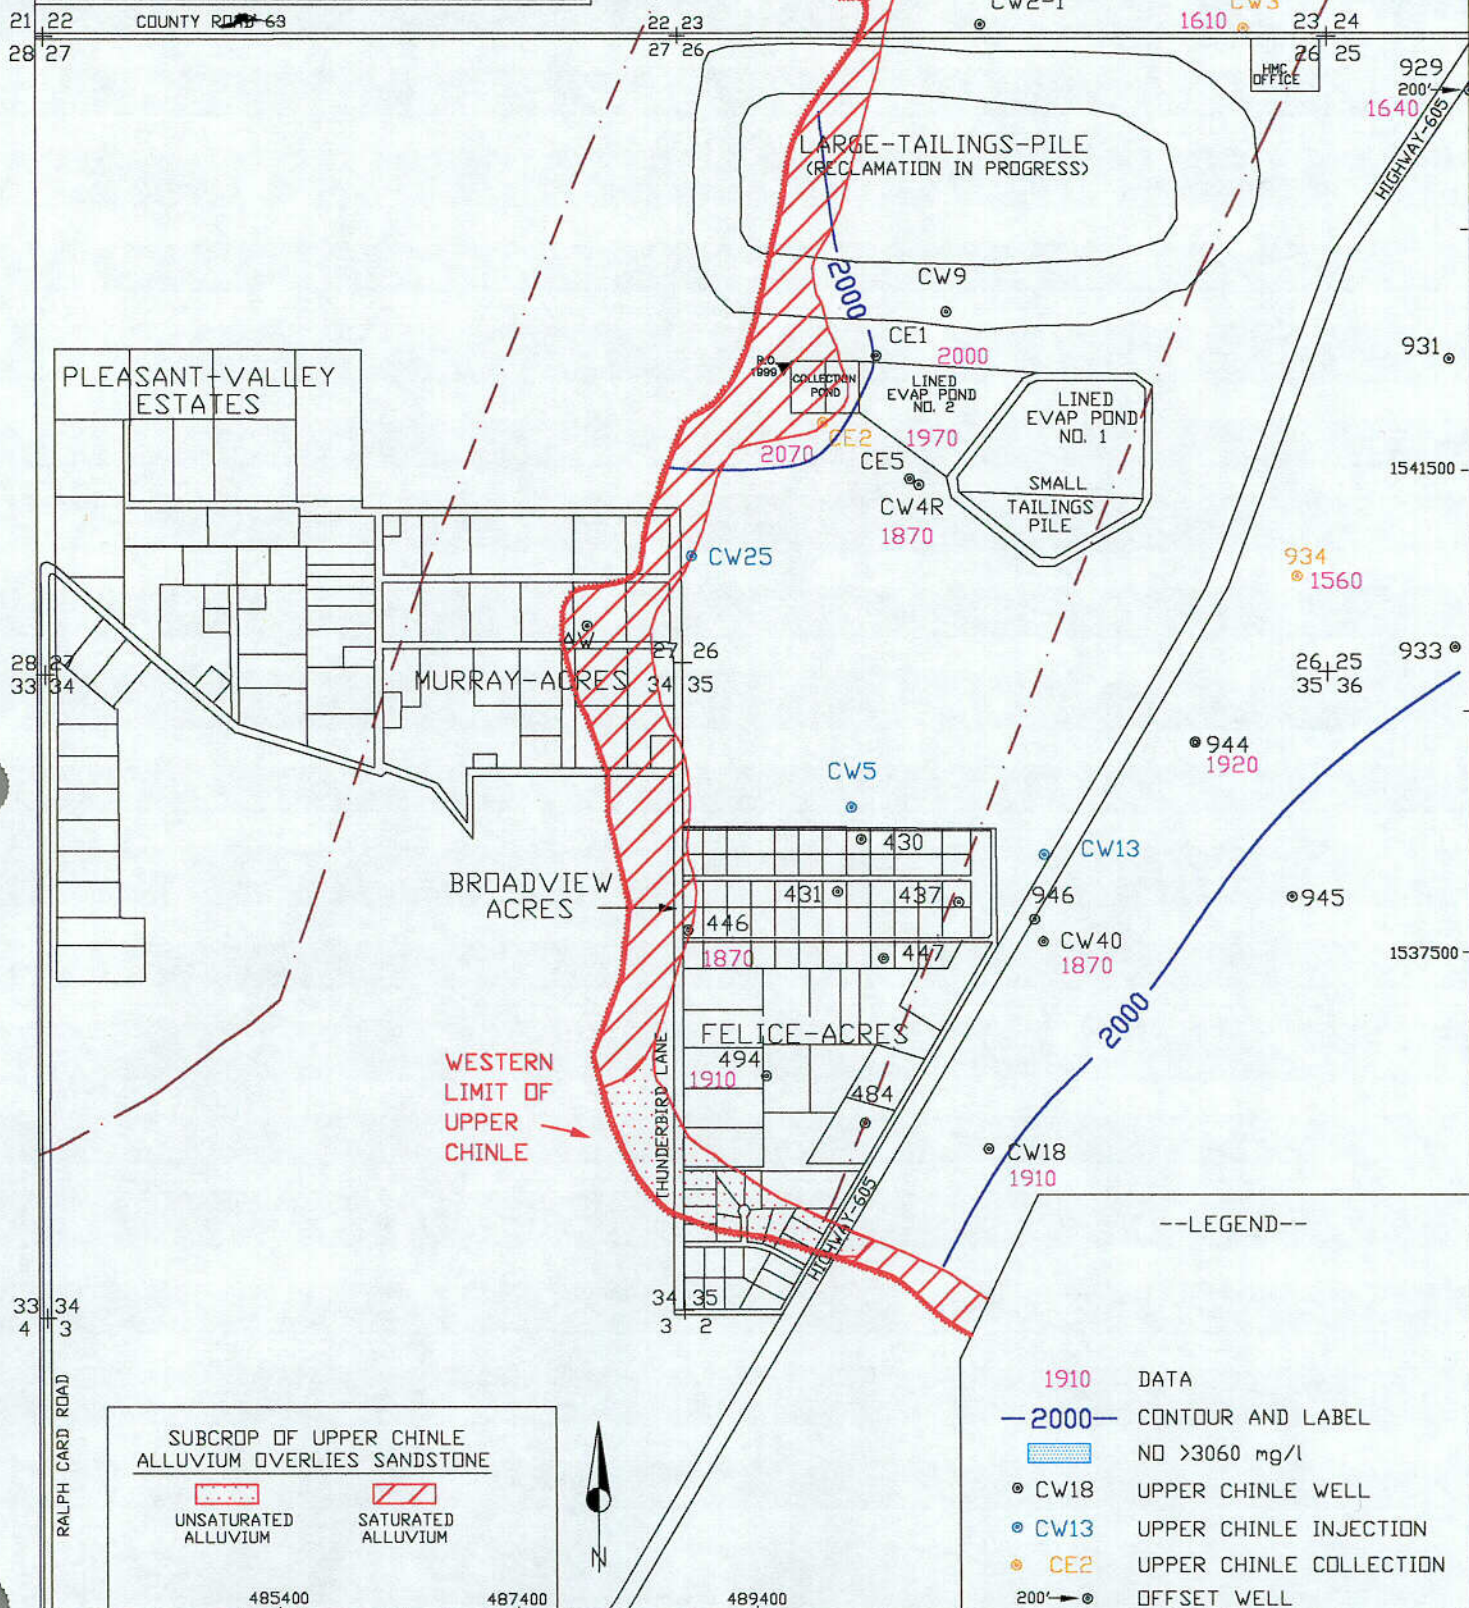 21 22
28 27
COUNTY ROAD 63
22 23
27 26
CW2-1
CW3
1610
23 24
26 25
HMC
OFFICE
929
200'
1640
HIGHWAY-605
LARGE-TAILINGS-PILE
(RECLAMATION IN PROGRESS)
2000
CW9
CE1
2000
931
PLEASANT-VALLEY
ESTATES
R.O.
1999
COLLECTION
POND
LINED
EVAP POND
NO. 2
LINED
EVAP POND
NO. 1
CE2
1970
2070
CE5
1541500
SMALL
TAILINGS
PILE
CW4R
1870
CW25
934
1560
AW
28 27
33 34
27 26
34 35
MURRAY-ACRES
933
26 25
35 36
944
1920
CW5
430
CW13
BROADVIEW
ACRES
431
437
946
945
446
CW40
1870
447
1870
1537500
2000
FELICE-ACRES
THUNDERBIRD LANE
WESTERN
LIMIT OF
UPPER
CHINLE
494
1910
484
CW18
1910
HIGHWAY-605
--LEGEND--
33 34
4 3
34 35
3 2
RALPH CARD ROAD
1910 DATA
2000 CONTOUR AND LABEL
NO >3060 mg/l
CW18 UPPER CHINLE WELL
CW13 UPPER CHINLE INJECTION
CE2 UPPER CHINLE COLLECTION
200' OFFSET WELL
SUBCROP OF UPPER CHINLE
ALLUVIUM OVERLIES SANDSTONE
UNSATURATED
ALLUVIUM
SATURATED
ALLUVIUM
N
485400
487400
489400